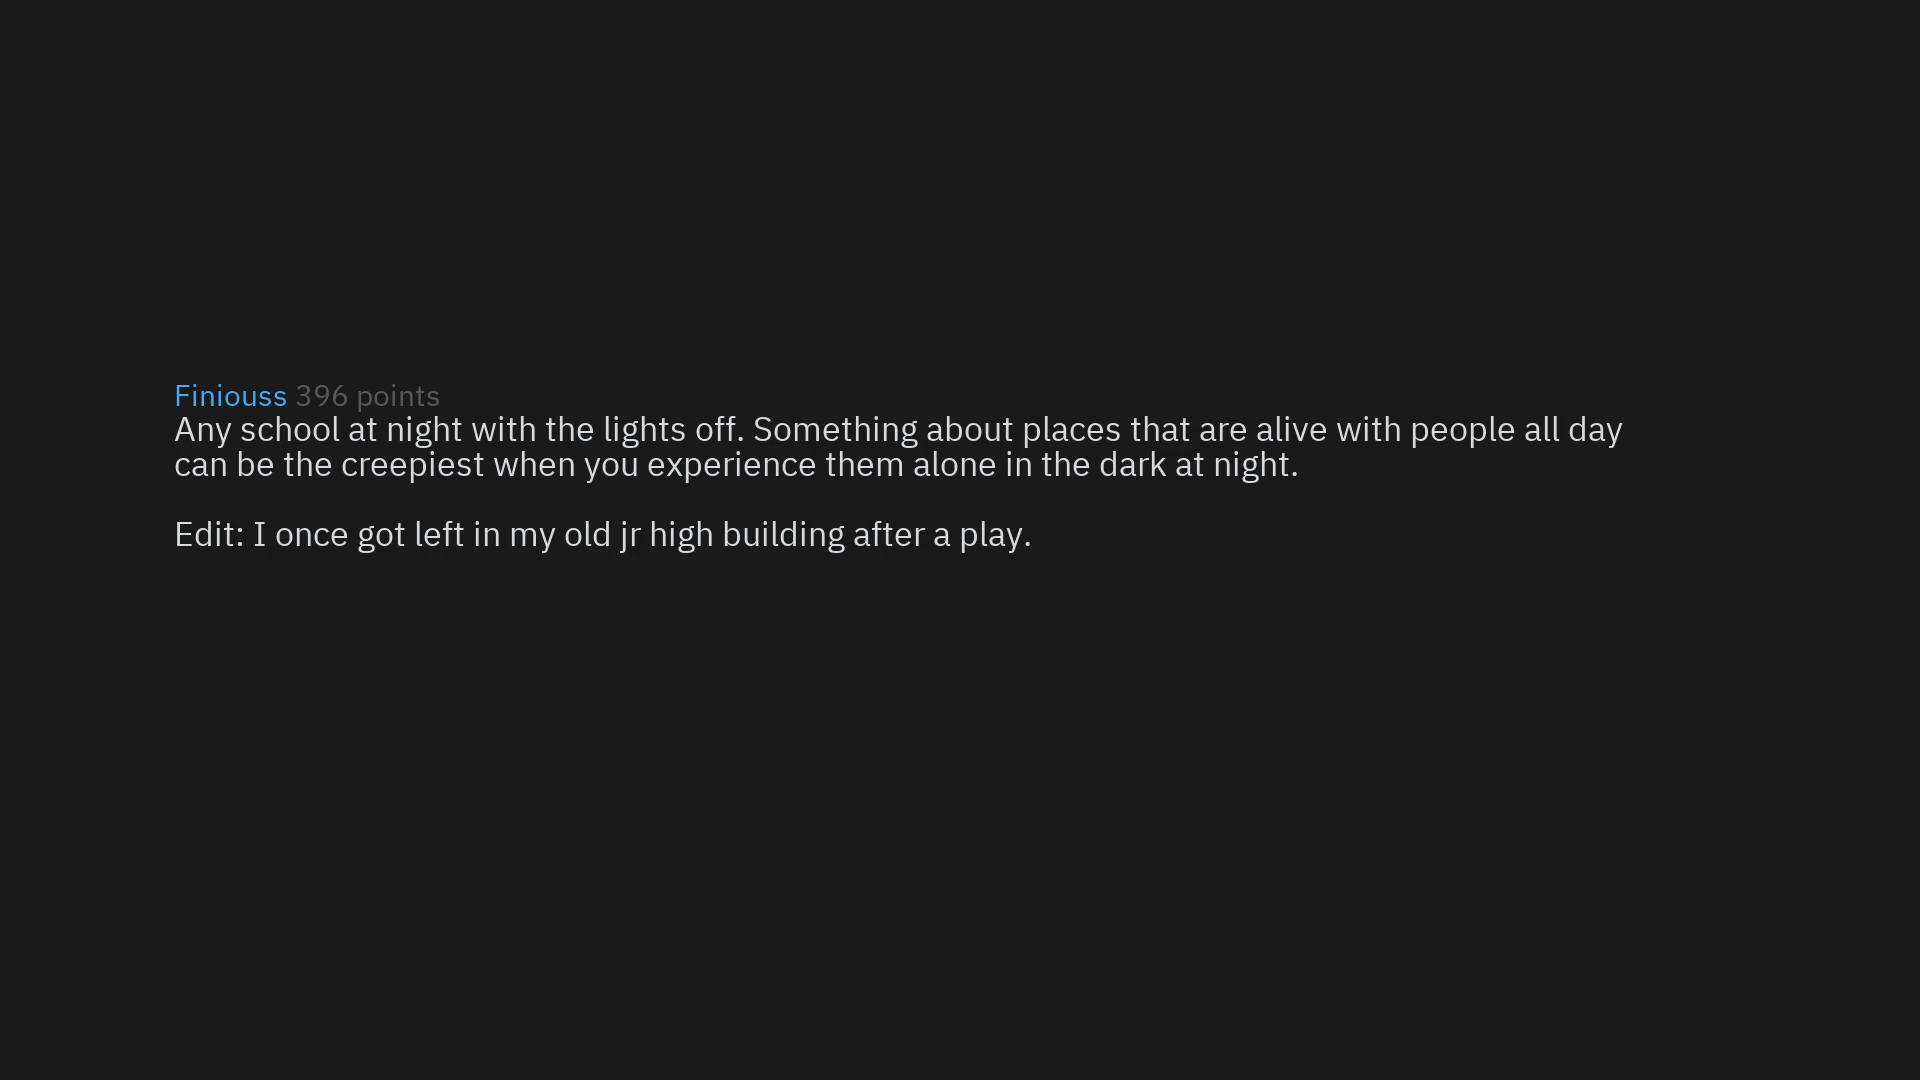 Finiouss 396 points
Any school at night with the lights off. Something about places that are alive with people all day
can be the creepiest when you experience them alone in the dark at night.
Edit: I once got left in my old jr high building after a play.